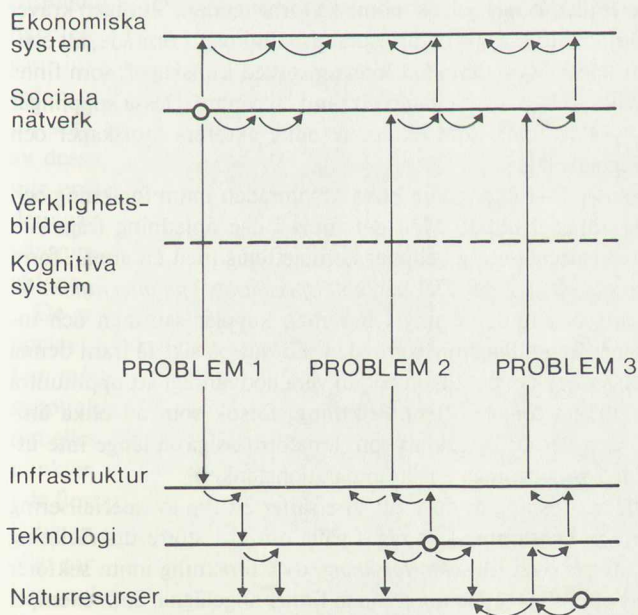 Ekonomiska
system
Sociala
nätverk
Verklighets-
bilder
Kognitiva
system
PROBLEM 1 PROBLEM 2 PROBLEM 3
Infrastruktur
Teknologi
Naturresurser